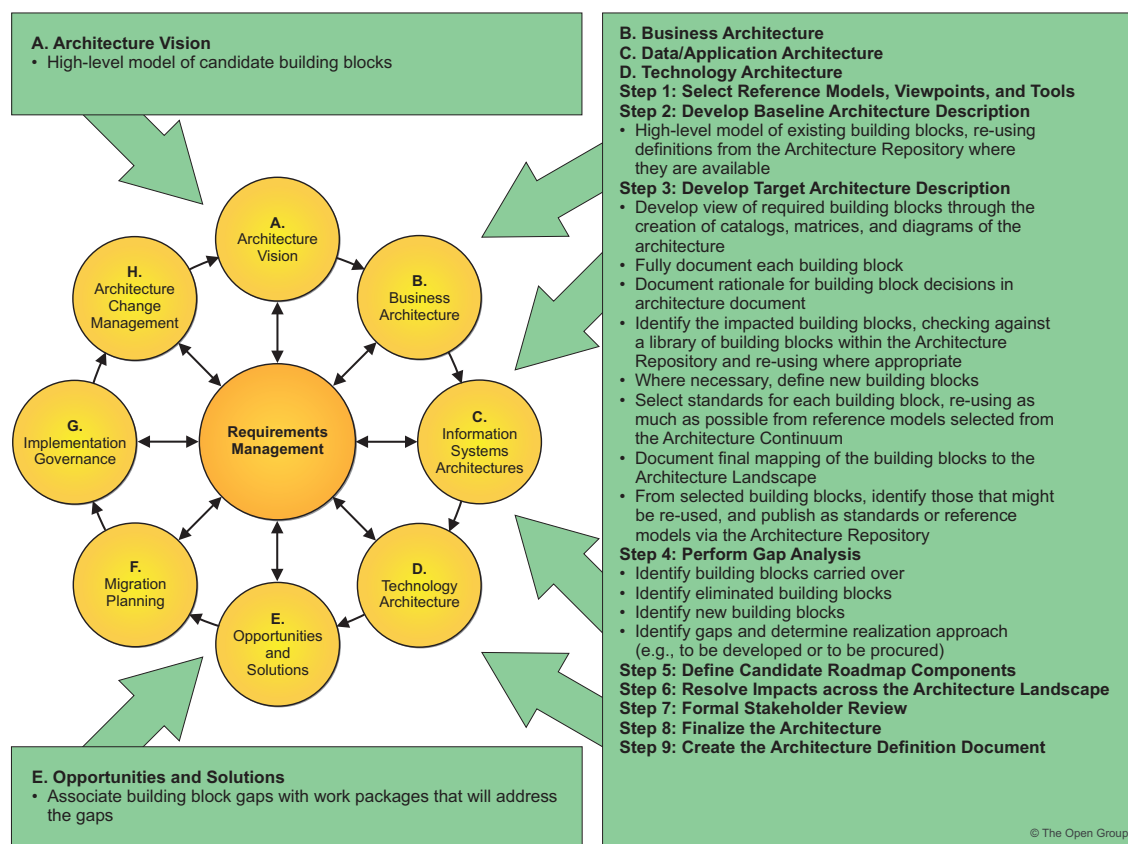 A. Architecture Vision
• High-level model of candidate building blocks
B. Business Architecture
C. Data/Application Architecture
D. Technology Architecture
Step 1: Select Reference Models, Viewpoints, and Tools
Step 2: Develop Baseline Architecture Description
• High-level model of existing building blocks, re-using
definitions from the Architecture Repository where
they are available
Step 3: Develop Target Architecture Description
• Develop view of required building blocks through the
creation of catalogs, matrices, and diagrams of the
architecture
• Fully document each building block
• Document rationale for building block decisions in
architecture document
• Identify the impacted building blocks, checking against
a library of building blocks within the Architecture
Repository and re-using where appropriate
• Where necessary, define new building blocks
• Select standards for each building block, re-using as
much as possible from reference models selected from
the Architecture Continuum
• Document final mapping of the building blocks to the
Architecture Landscape
• From selected building blocks, identify those that might
be re-used, and publish as standards or reference
models via the Architecture Repository
Step 4: Perform Gap Analysis
• Identify building blocks carried over
• Identify eliminated building blocks
• Identify new building blocks
• Identify gaps and determine realization approach
(e.g., to be developed or to be procured)
Step 5: Define Candidate Roadmap Components
Step 6: Resolve Impacts across the Architecture Landscape
Step 7: Formal Stakeholder Review
Step 8: Finalize the Architecture
Step 9: Create the Architecture Definition Document
© The Open Group
A.
Architecture
Vision
B.
Business
Architecture
C.
Information
Systems
Architectures
D.
Technology
Architecture
E.
Opportunities
and
Solutions
F.
Migration
Planning
G.
Implementation
Governance
H.
Architecture
Change
Management
Requirements
Management
E. Opportunities and Solutions
• Associate building block gaps with work packages that will address
the gaps